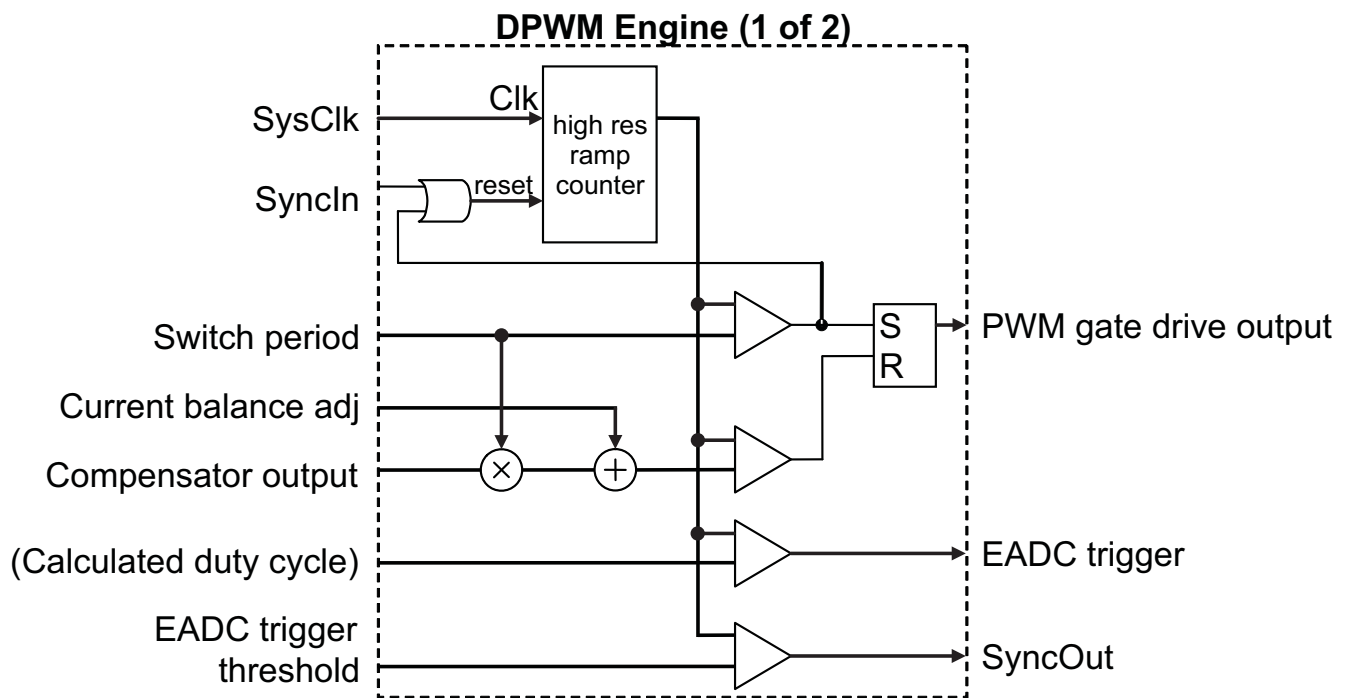 DPWM Engine (1 of 2)
SysClk
Clk
high res
ramp
counter
SyncIn
reset
Switch period
S
R
PWM gate drive output
Current balance adj
Compensator output
×
+
(Calculated duty cycle)
EADC trigger
EADC trigger
threshold
SyncOut